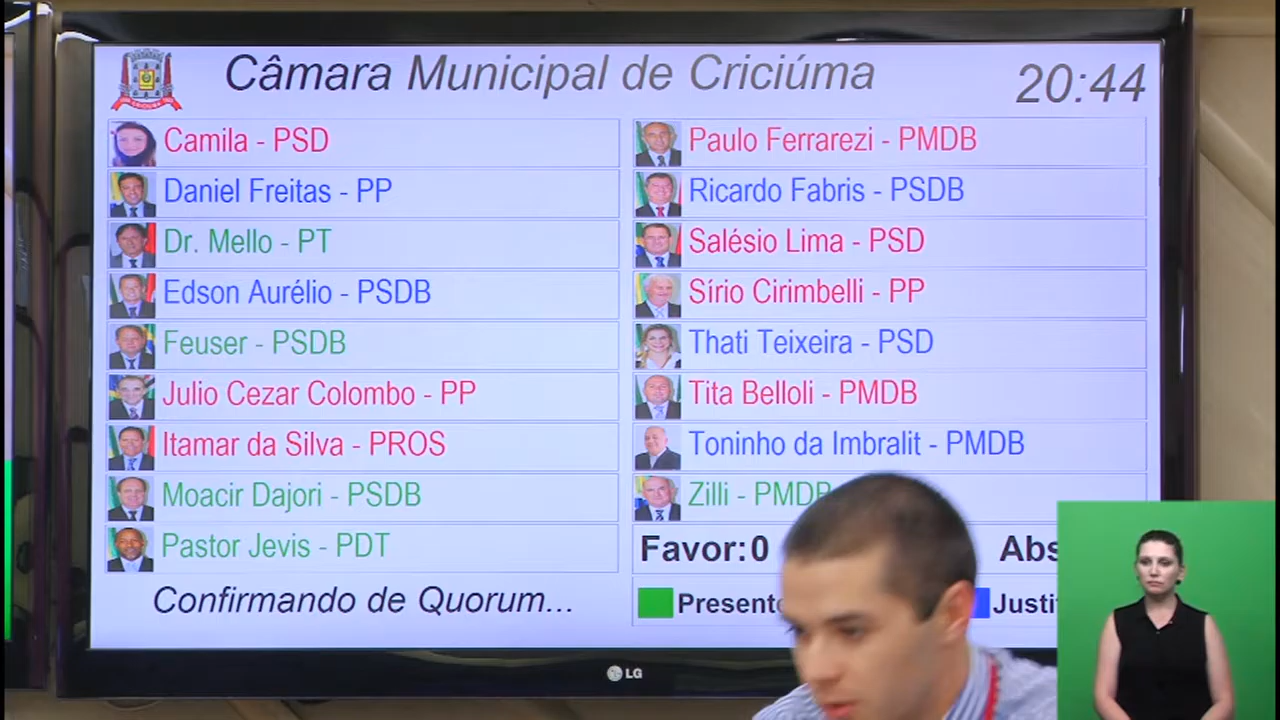 Câmara Municipal de Criciúma
20:44
Camila - PSD
Daniel Freitas - PP
Dr. Mello - PT
Edson Aurélio - PSDB
Feuser - PSDB
Julio Cezar Colombo - PP
Itamar da Silva - PROS
Moacir Dajori - PSDB
Pastor Jevis - PDT
Confirmando de Quorum...
Paulo Ferrarezi - PMDB
Ricardo Fabris - PSDB
Salésio Lima - PSD
Sírio Cirimbelli - PP
Thati Teixeira - PSD
Tita Belloli - PMDB
Toninho da Imbralit - PMDB
Zilli - PMDB
Favor:0 Abs
Presente Justi
LG